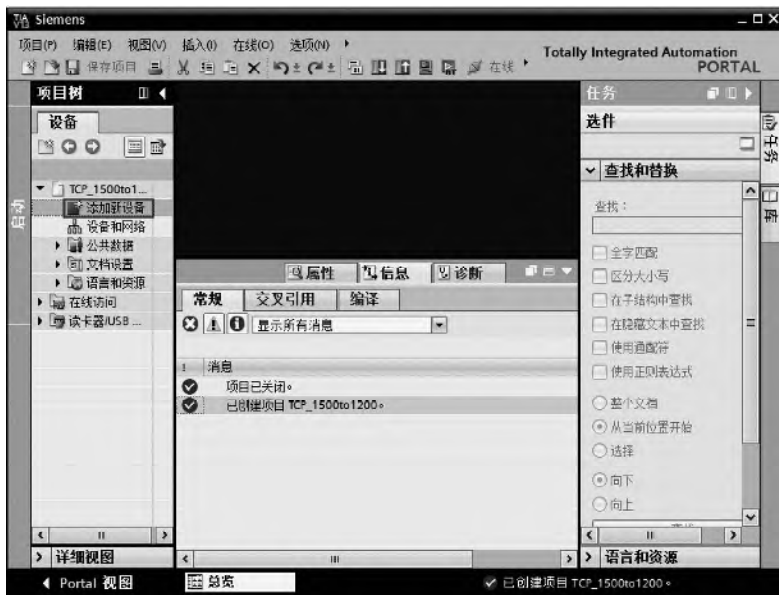 Siemens
项目(P) 编辑(E) 视图(V) 插入(I) 在线(O) 选项(N)
Totally Integrated Automation
PORTAL
保存项目 在线
项目树
设备
TCP_1500to1...
添加新设备
设备和网络
公共数据
文档设置
语言和资源
在线访问
读卡器/USB ...
详细视图
启动
属性 信息 诊断
常规 交叉引用 编译
显示所有消息
! 消息
项目已关闭。
已创建项目 TCP_1500to1200。
任务
选件
查找和替换
查找：
全字匹配
区分大小写
在子结构中查找
在隐藏文本中查找
使用通配符
使用正则表达式
整个文档
从当前位置开始
选择
向下
向上
语言和资源
任务
库
Portal 视图
总览
已创建项目 TCP_1500to1200。